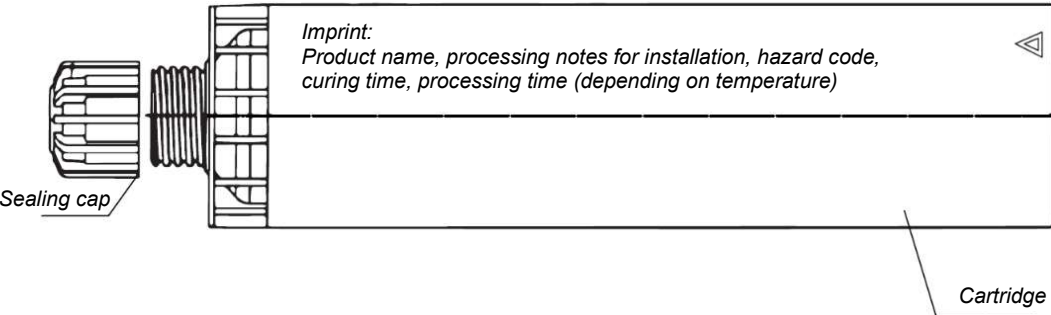 Imprint:
Product name, processing notes for installation, hazard code,
curing time, processing time (depending on temperature)
Sealing cap
Cartridge